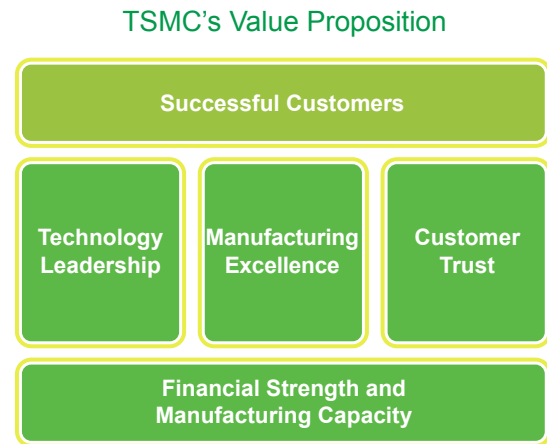 TSMC’s Value Proposition
Successful Customers
Technology
Leadership
Manufacturing
Excellence
Customer
Trust
Financial Strength and
Manufacturing Capacity